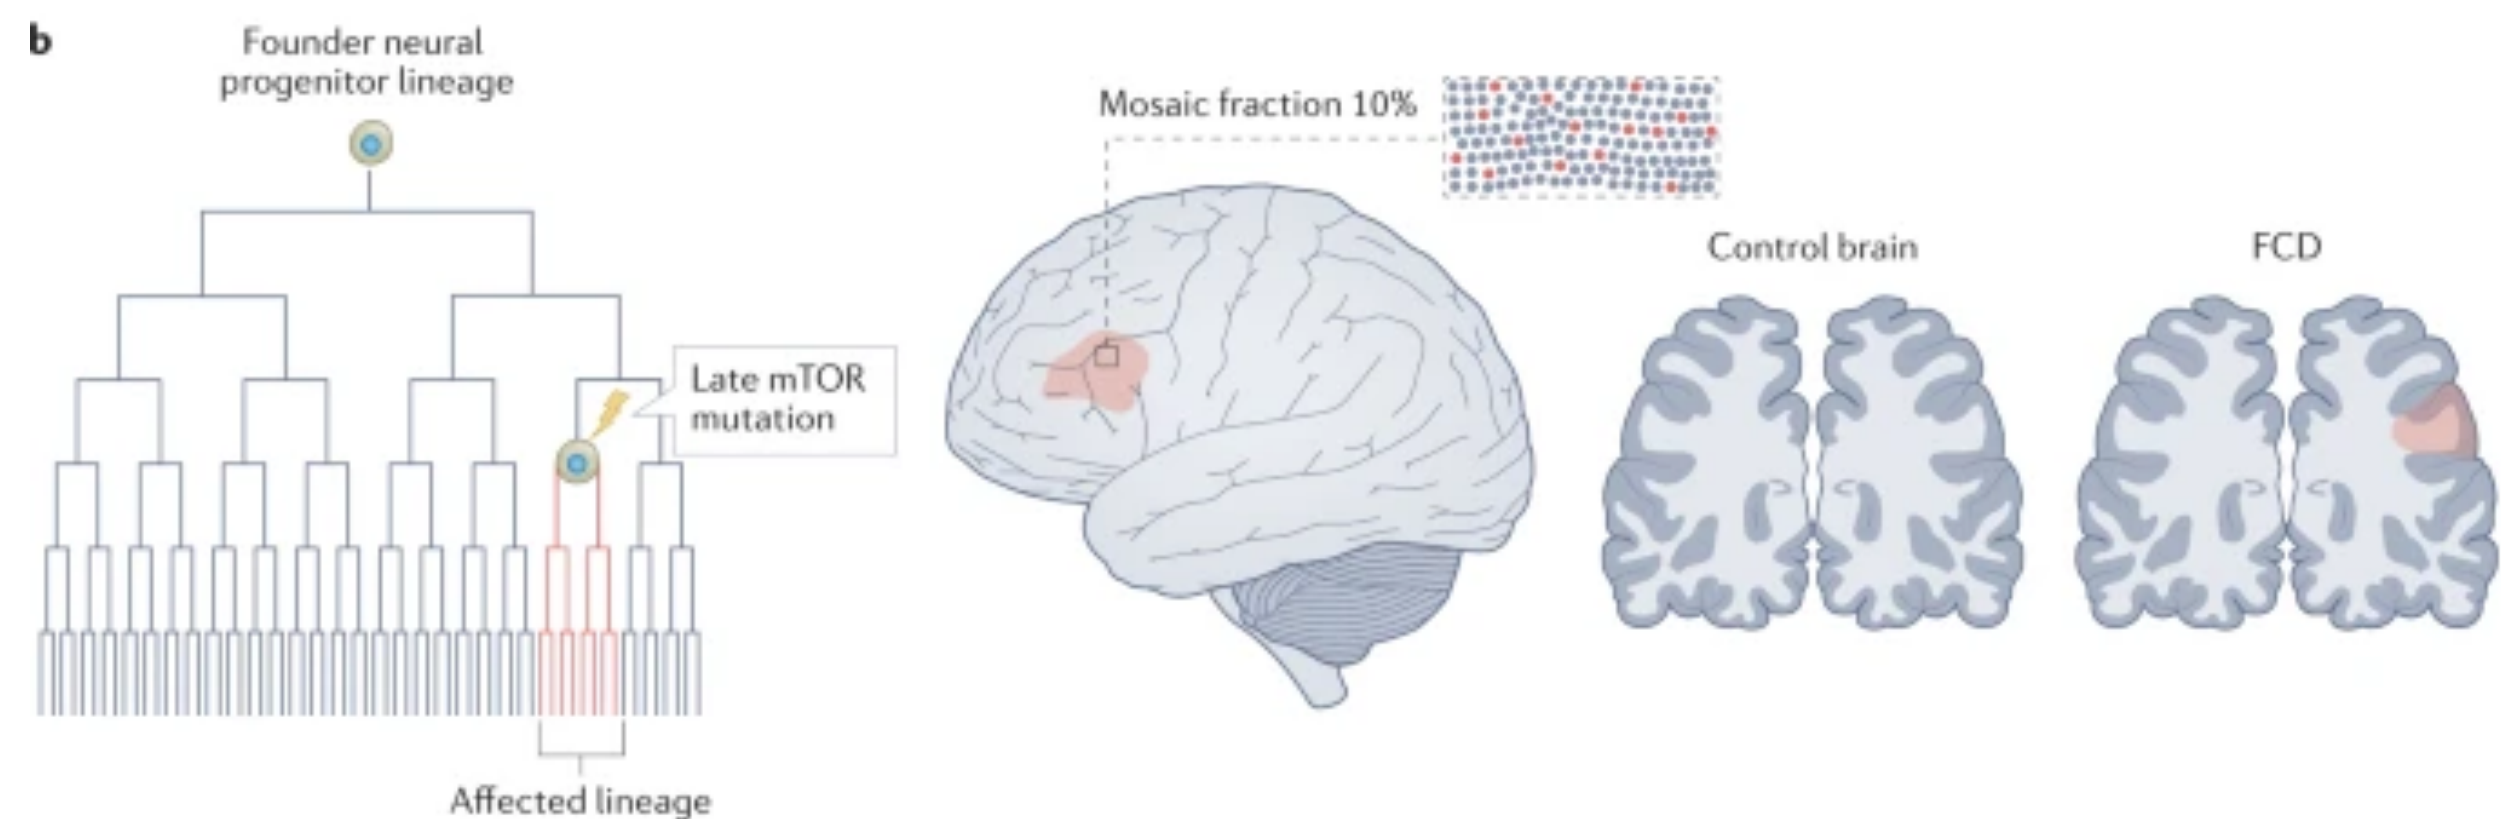 b
Founder neural
progenitor lineage
Late mTOR
mutation
Affected lineage
Mosaic fraction 10%
Control brain
FCD